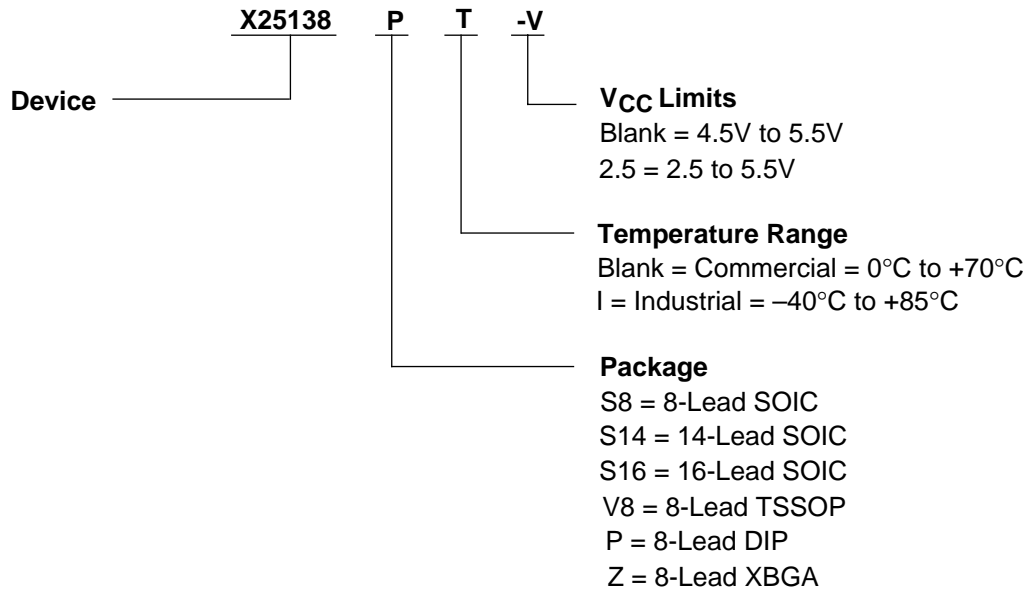 X25138 P T -V
Device
VCC Limits
Blank = 4.5V to 5.5V
2.5 = 2.5 to 5.5V
Temperature Range
Blank = Commercial = 0°C to +70°C
I = Industrial = –40°C to +85°C
Package
S8 = 8-Lead SOIC
S14 = 14-Lead SOIC
S16 = 16-Lead SOIC
V8 = 8-Lead TSSOP
P = 8-Lead DIP
Z = 8-Lead XBGA